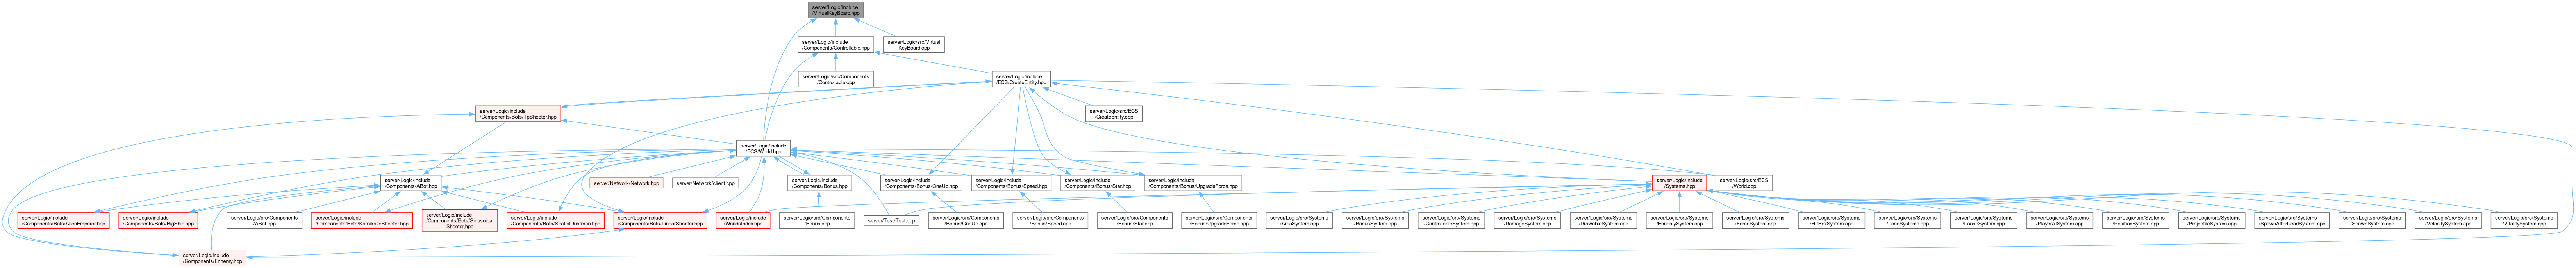 server/Logic/include
/VirtualKeyBoard.hpp
server/Logic/include
/Components/Controllable.hpp
server/Logic/src/Virtual
KeyBoard.cpp
server/Logic/src/Components
/Controllable.cpp
server/Logic/include
/ECS/CreateEntity.hpp
server/Logic/include
/Components/Bots/TpShooter.hpp
server/Logic/src/ECS
/CreateEntity.cpp
server/Logic/include
/ECS/World.hpp
server/Logic/include
/Components/ABot.hpp
server/Network/Network.hpp
server/Network/client.cpp
server/Logic/include
/Components/Bonus.hpp
server/Logic/include
/Components/Bonus/OneUp.hpp
server/Logic/include
/Components/Bonus/Speed.hpp
server/Logic/include
/Components/Bonus/Star.hpp
server/Logic/include
/Components/Bonus/UpgradeForce.hpp
server/Logic/include
/Systems.hpp
server/Logic/src/ECS
/World.cpp
server/Logic/include
/Components/Bots/AlienEmperor.hpp
server/Logic/include
/Components/Bots/BigShip.hpp
server/Logic/src/Components
/ABot.cpp
server/Logic/include
/Components/Bots/KamikazeShooter.hpp
server/Logic/include
/Components/Bots/Sinusoidal
Shooter.hpp
server/Logic/include
/Components/Bots/SpatialDustman.hpp
server/Logic/include
/Components/Bots/LinearShooter.hpp
server/Logic/include
/Worlds/index.hpp
server/Logic/src/Components
/Bonus.cpp
server/Test/Test.cpp
server/Logic/src/Components
/Bonus/OneUp.cpp
server/Logic/src/Components
/Bonus/Speed.cpp
server/Logic/src/Components
/Bonus/Star.cpp
server/Logic/src/Components
/Bonus/UpgradeForce.cpp
server/Logic/src/Systems
/AreaSystem.cpp
server/Logic/src/Systems
/BonusSystem.cpp
server/Logic/src/Systems
/ControllableSystem.cpp
server/Logic/src/Systems
/DamageSystem.cpp
server/Logic/src/Systems
/DrawableSystem.cpp
server/Logic/src/Systems
/EnnemySystem.cpp
server/Logic/src/Systems
/ForceSystem.cpp
server/Logic/src/Systems
/HitBoxSystem.cpp
server/Logic/src/Systems
/LoadSystems.cpp
server/Logic/src/Systems
/LooseSystem.cpp
server/Logic/src/Systems
/PlayerAISystem.cpp
server/Logic/src/Systems
/PositionSystem.cpp
server/Logic/src/Systems
/ProjectileSystem.cpp
server/Logic/src/Systems
/SpawnAfterDeadSystem.cpp
server/Logic/src/Systems
/SpawnSystem.cpp
server/Logic/src/Systems
/VelocitySystem.cpp
server/Logic/src/Systems
/VitalitySystem.cpp
server/Logic/include
/Components/Ennemy.hpp